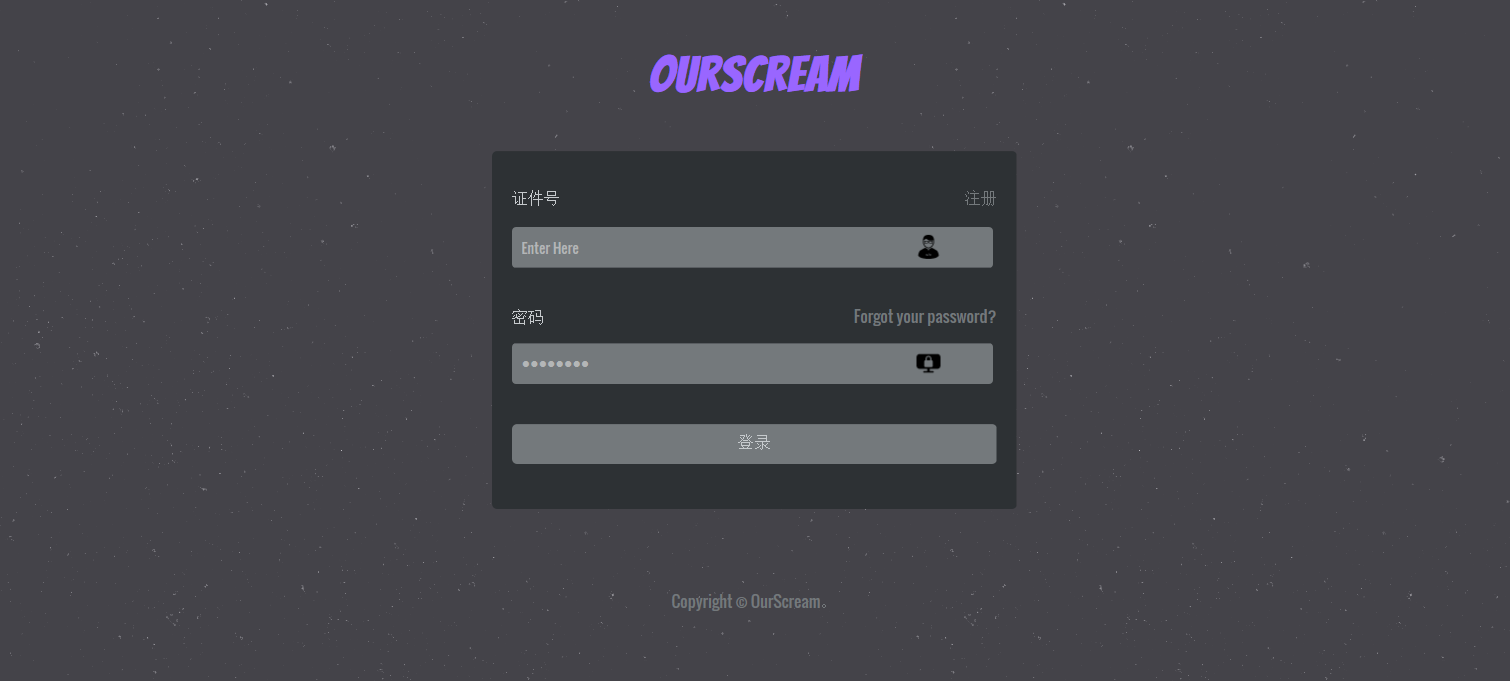 OURSCREAM
证件号 注册
Enter Here
密码 Forgot your password?
••••••••
登录
Copyright © OurScream。